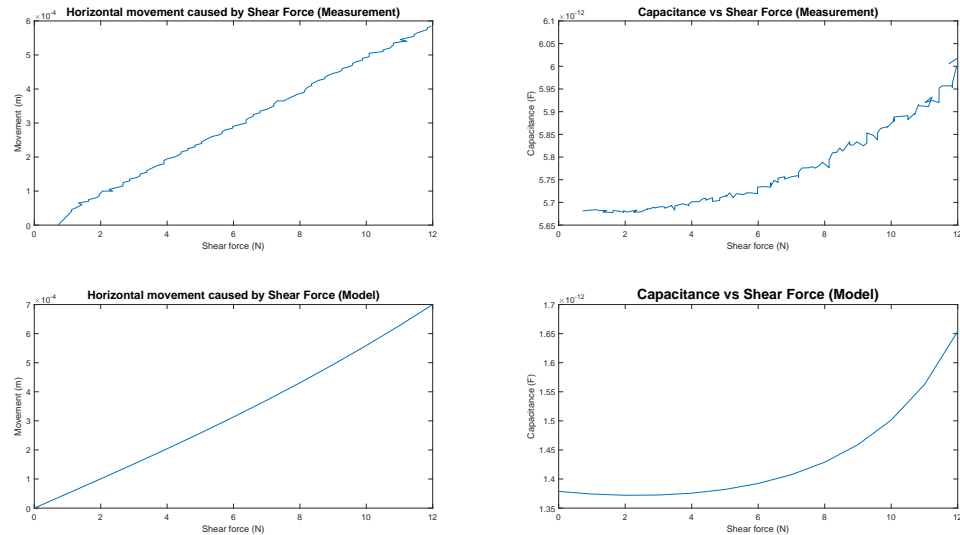 Horizontal movement caused by Shear Force (Measurement)
×10⁻⁴
6
5
4
3
2
1
0
Movement (m)
0 2 4 6 8 10 12
Shear force (N)
Capacitance vs Shear Force (Measurement)
×10⁻¹²
6.1
6.05
6
5.95
5.9
5.85
5.8
5.75
5.7
5.65
Capacitance (F)
0 2 4 6 8 10 12
Shear force (N)
Horizontal movement caused by Shear Force (Model)
×10⁻⁴
7
6
5
4
3
2
1
0
Movement (m)
0 2 4 6 8 10 12
Shear force (N)
Capacitance vs Shear Force (Model)
×10⁻¹²
1.7
1.65
1.6
1.55
1.5
1.45
1.4
1.35
Capacitance (F)
0 2 4 6 8 10 12
Shear force (N)